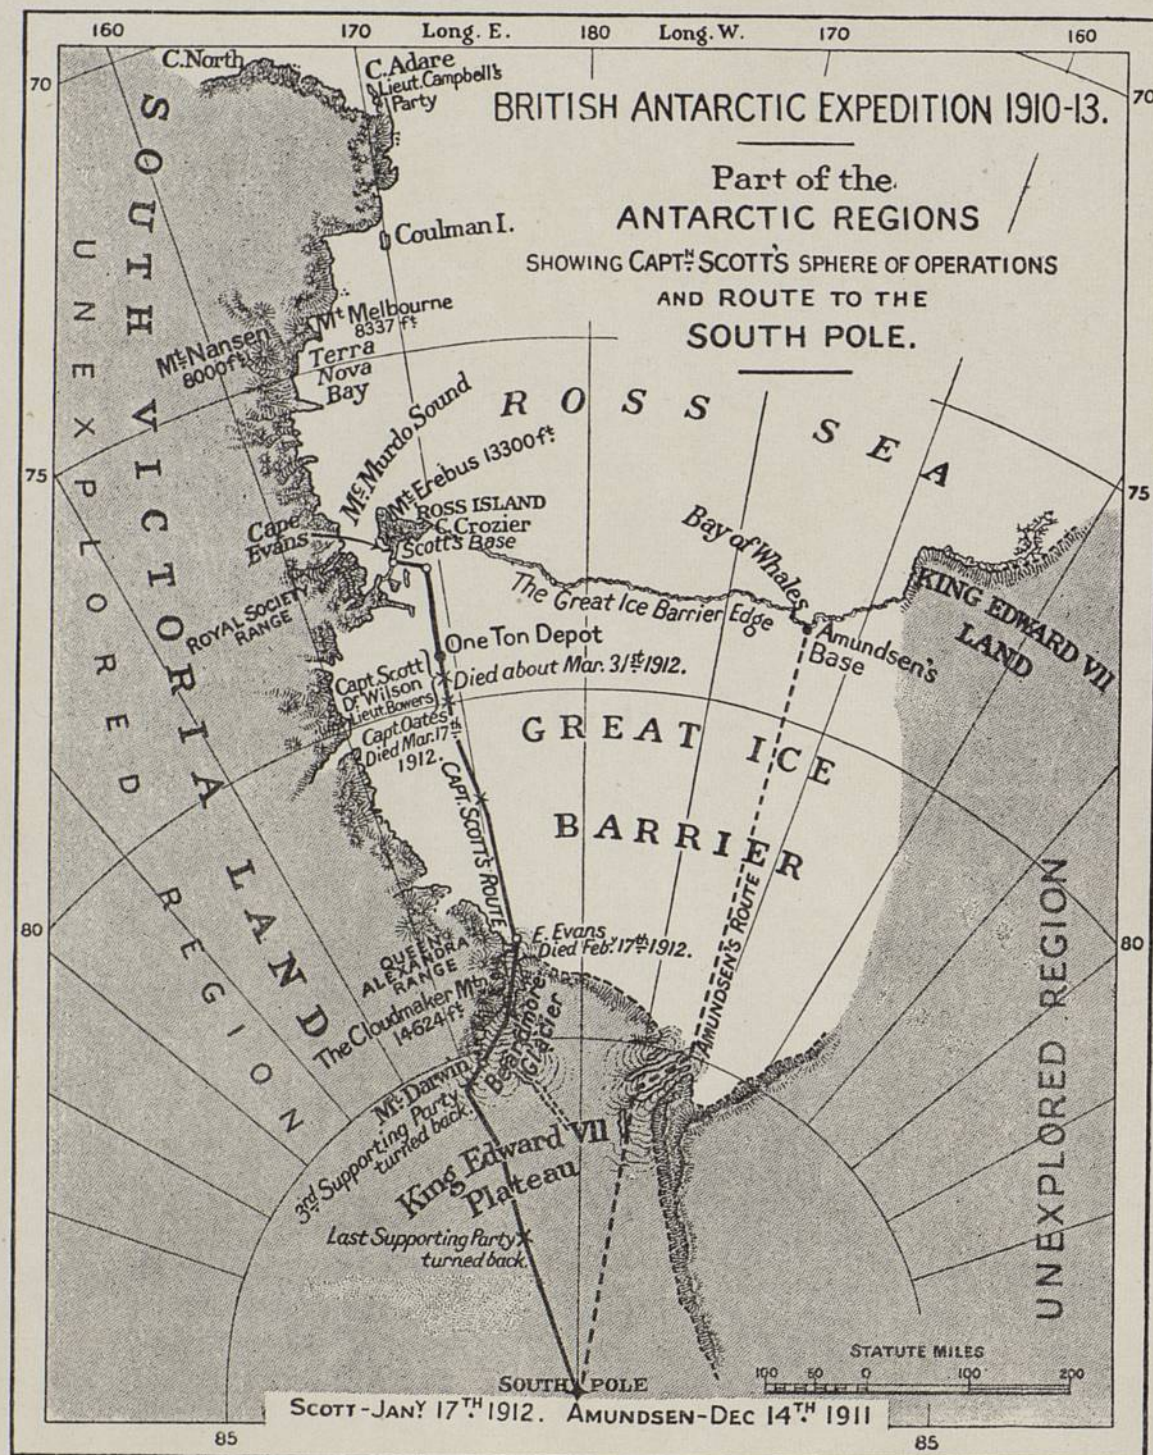 160
170
Long. E.
180
Long. W.
170
160
70
70
C. North
C. Adare
Lieut. Campbell's
Party
BRITISH ANTARCTIC EXPEDITION 1910-13.
Part of the
ANTARCTIC REGIONS
SHOWING CAPTN. SCOTT'S SPHERE OF OPERATIONS
AND ROUTE TO THE
SOUTH POLE.
SOUTH VICTORIA LAND
UNEXPLORED REGION
Coulman I.
Mt Melbourne
8337 ft
Mt. Nansen
8000 ft.
Terra
Nova
Bay
ROSS SEA
McMurdo Sound
Mt. Erebus 13300 ft.
ROSS ISLAND
C. Crozier
Scott's Base
Cape
Evans
75
75
ROYAL SOCIETY
RANGE
Bay of Whales
The Great Ice Barrier Edge
Amundsen's
Base
KING EDWARD VII
LAND
One Ton Depot
Capt. Scott
Dr. Wilson
Lieut. Bowers
Died about Mar. 31st 1912.
Capt. Oates
Died Mar. 17th
1912.
GREAT ICE
BARRIER
CAPT. SCOTT'S ROUTE
AMUNDSEN'S ROUTE
80
80
E. Evans
Died Feb. 17th 1912.
QUEEN
ALEXANDRA
RANGE
The Cloudmaker Mtn
14624 ft.
Beardmore
Glacier
Mt. Darwin
3rd Supporting Party
turned back.
King Edward VII
Plateau
Last Supporting Party
turned back.
UNEXPLORED REGION
STATUTE MILES
100 50 0 100 200
SOUTH POLE
SCOTT-JANY. 17TH. 1912. AMUNDSEN-DEC 14TH. 1911
85
85